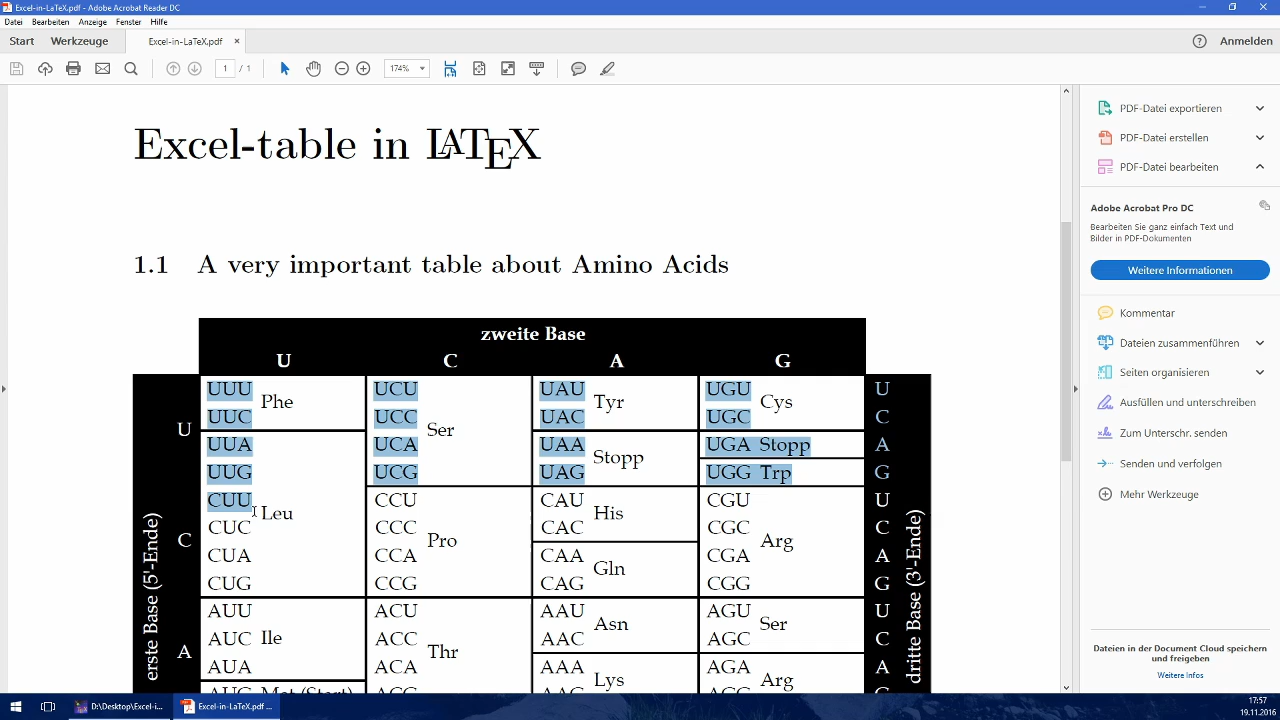 Excel-in-LaTeX.pdf - Adobe Acrobat Reader DC
Datei Bearbeiten Anzeige Fenster Hilfe
Start Werkzeuge Excel-in-LaTeX.pdf × Anmelden
1 / 1 174%
Excel-table in LATEX
1.1 A very important table about Amino Acids
zweite Base
U C A G
UUU UCU UAU UGU U
Phe Tyr Cys
UUC UCC UAC UGC C
U Ser
UUA UCA UAA UGA Stopp A
Stopp
UUG UCG UAG UGG Trp G
CUU CCU CAU CGU U
Leu His
CUC CCC CAC CGC C
C Pro Arg
CUA CCA CAA CGA A
Gln
CUG CCG CAG CGG G
AUU ACU AAU AGU U
Asn Ser
AUC Ile ACC AAC AGC C
A Thr
AUA ACA AAA AGA A
Lys Arg
AUG Met (Start) ACG AAG AGG G
erste Base (5'-Ende)
dritte Base (3'-Ende)
PDF-Datei exportieren
PDF-Datei erstellen
PDF-Datei bearbeiten
Adobe Acrobat Pro DC
Bearbeiten Sie ganz einfach Text und
Bilder in PDF-Dokumenten
Weitere Informationen
Kommentar
Dateien zusammenführen
Seiten organisieren
Ausfüllen und unterschreiben
Zum Unterschr. senden
Senden und verfolgen
Mehr Werkzeuge
Dateien in der Document Cloud speichern
und freigeben
Weitere Infos
D:\Desktop\Excel-i... Excel-in-LaTeX.pdf ...
17:57
19.11.2016